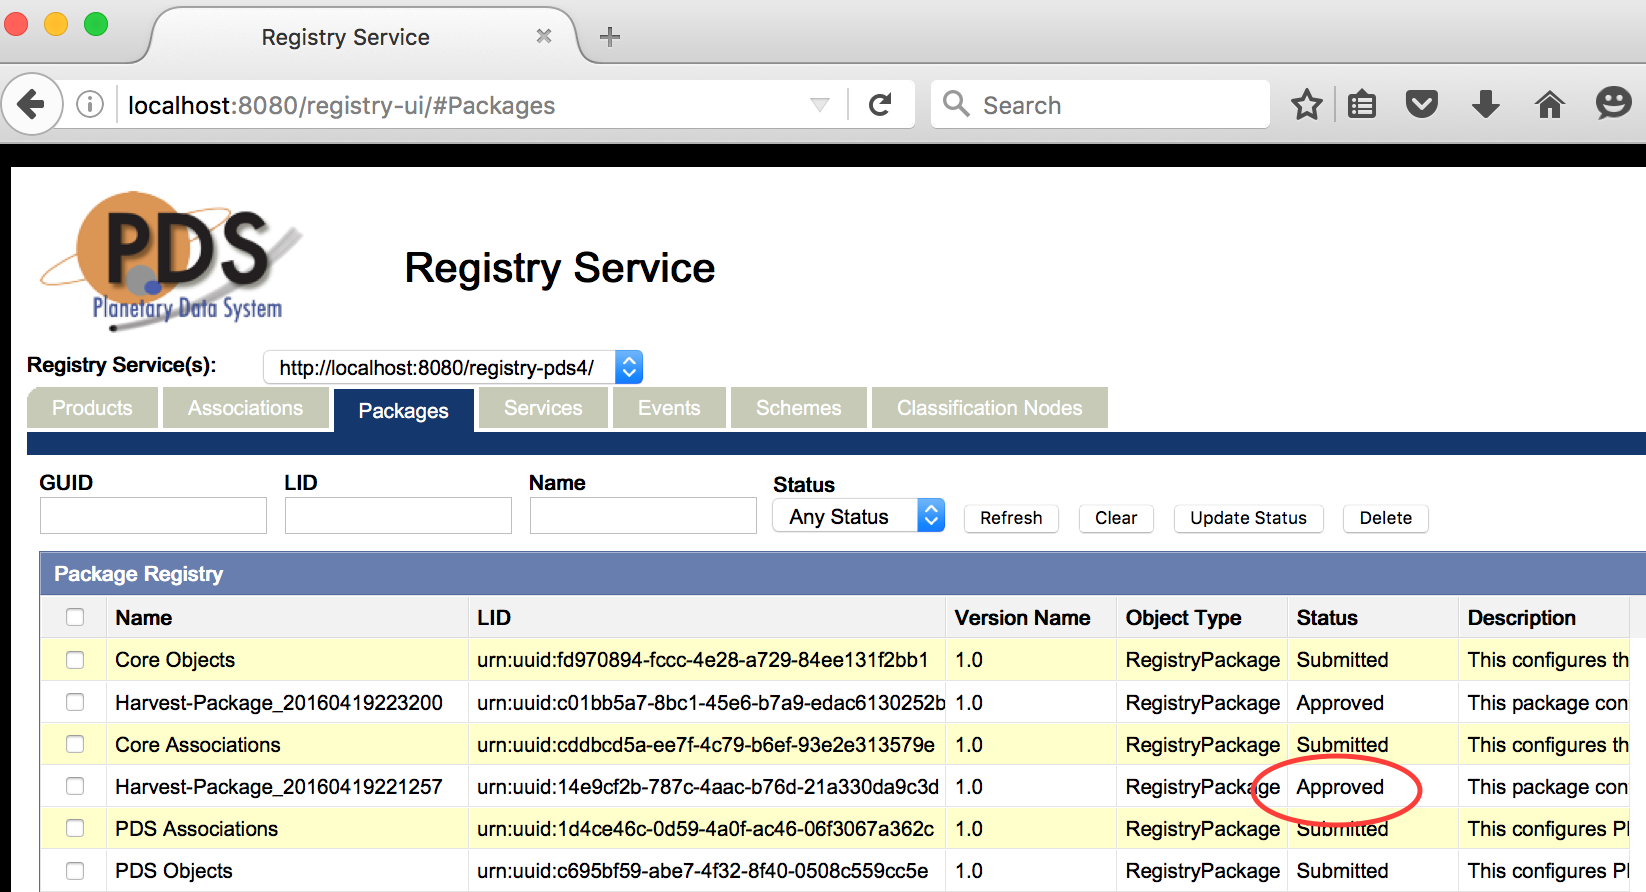 Registry Service
localhost:8080/registry-ui/#Packages
Search
PDS
Planetary Data System
Registry Service
Registry Service(s): http://localhost:8080/registry-pds4/
Products Associations Packages Services Events Schemes Classification Nodes
GUID LID Name Status
Any Status Refresh Clear Update Status Delete
Package Registry
Name LID Version Name Object Type Status Description
Core Objects urn:uuid:fd970894-fccc-4e28-a729-84ee131f2bb1 1.0 RegistryPackage Submitted This configures th
Harvest-Package_20160419223200 urn:uuid:c01bb5a7-8bc1-45e6-b7a9-edac6130252b 1.0 RegistryPackage Approved This package con
Core Associations urn:uuid:cddbcd5a-ee7f-4c79-b6ef-93e2e313579e 1.0 RegistryPackage Submitted This configures th
Harvest-Package_20160419221257 urn:uuid:14e9cf2b-787c-4aac-b76d-21a330da9c3d 1.0 RegistryPackage Approved This package con
PDS Associations urn:uuid:1d4ce46c-0d59-4a0f-ac46-06f3067a362c 1.0 RegistryPackage Submitted This configures Pl
PDS Objects urn:uuid:c695bf59-abe7-4f32-8f40-0508c559cc5e 1.0 RegistryPackage Submitted This configures Pl